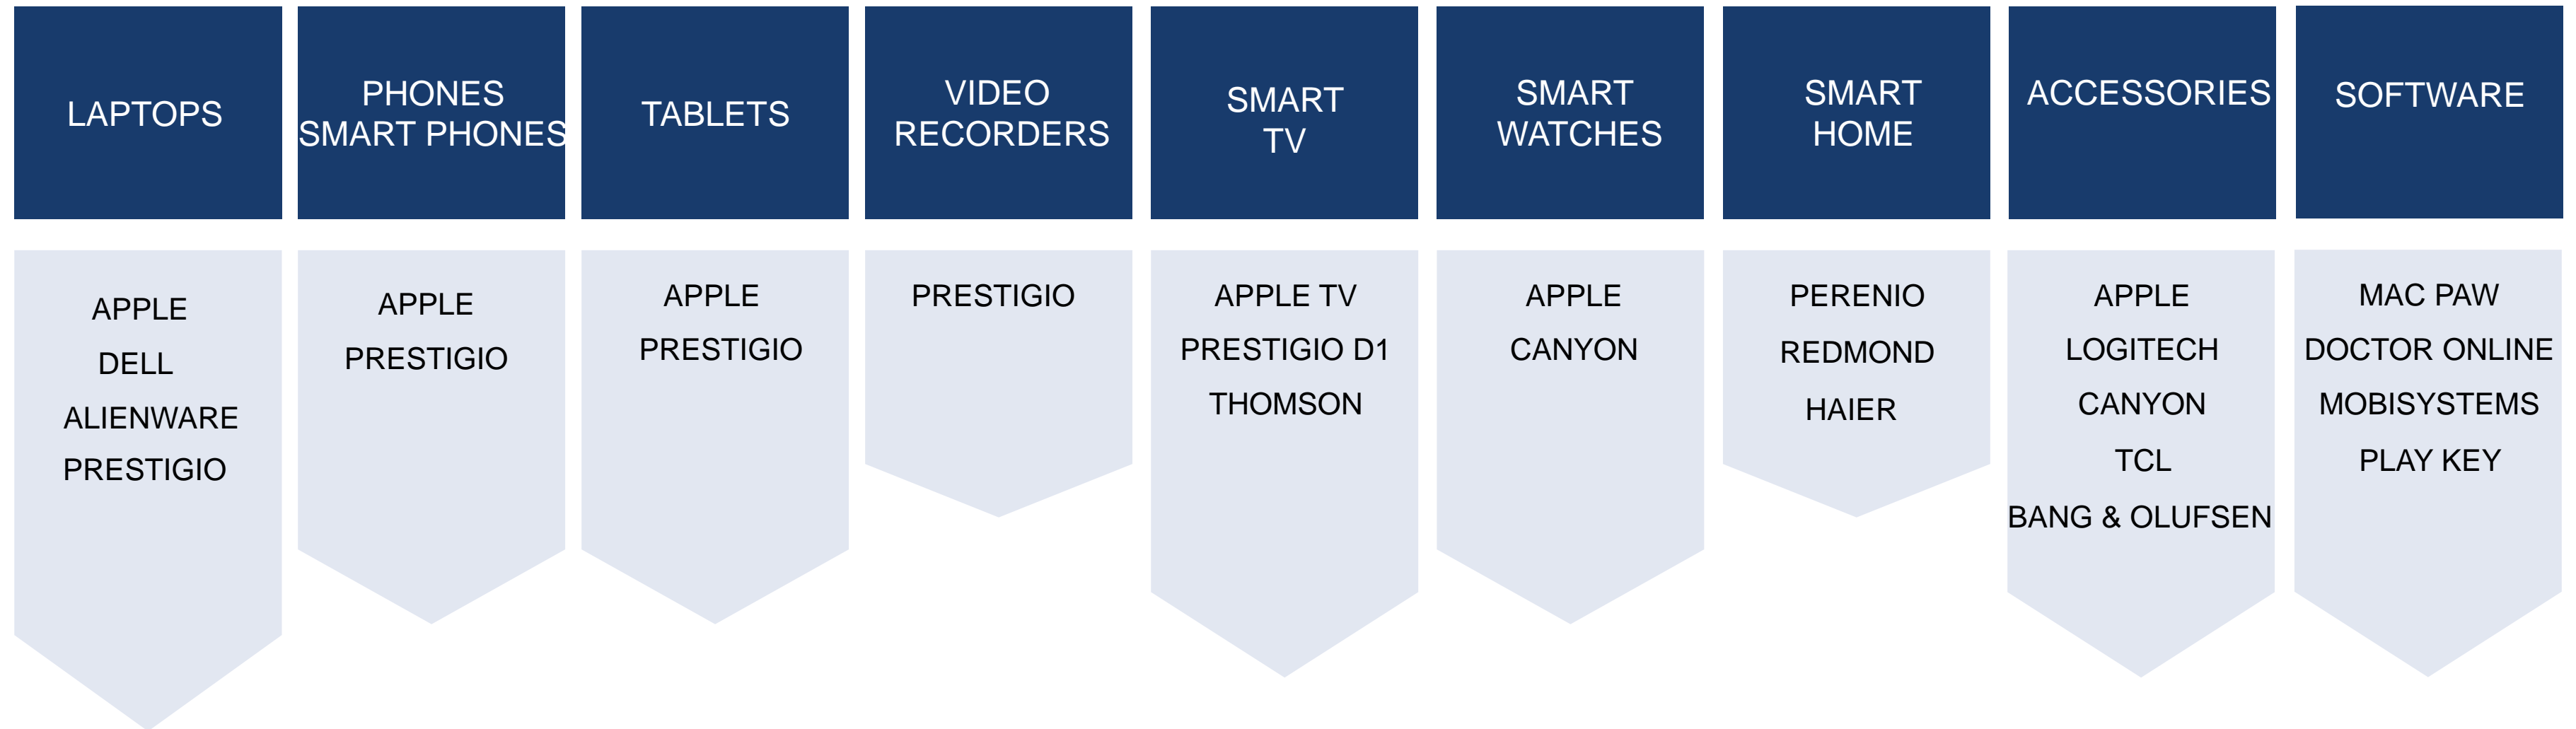 LAPTOPS
PHONES
SMART PHONES
TABLETS
VIDEO
RECORDERS
SMART
TV
SMART
WATCHES
SMART
HOME
ACCESSORIES
SOFTWARE
APPLE
DELL
ALIENWARE
PRESTIGIO
APPLE
PRESTIGIO
APPLE
PRESTIGIO
PRESTIGIO
APPLE TV
PRESTIGIO D1
THOMSON
APPLE
CANYON
PERENIO
REDMOND
HAIER
APPLE
LOGITECH
CANYON
TCL
BANG & OLUFSEN
MAC PAW
DOCTOR ONLINE
MOBISYSTEMS
PLAY KEY